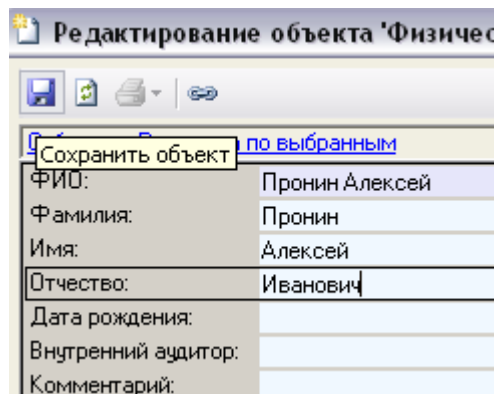 Редактирование объекта 'Физичес
по выбранным
Сохранить объект
ФИО: Пронин Алексей
Фамилия: Пронин
Имя: Алексей
Отчество: Иванович
Дата рождения:
Внутренний аудитор:
Комментарий: